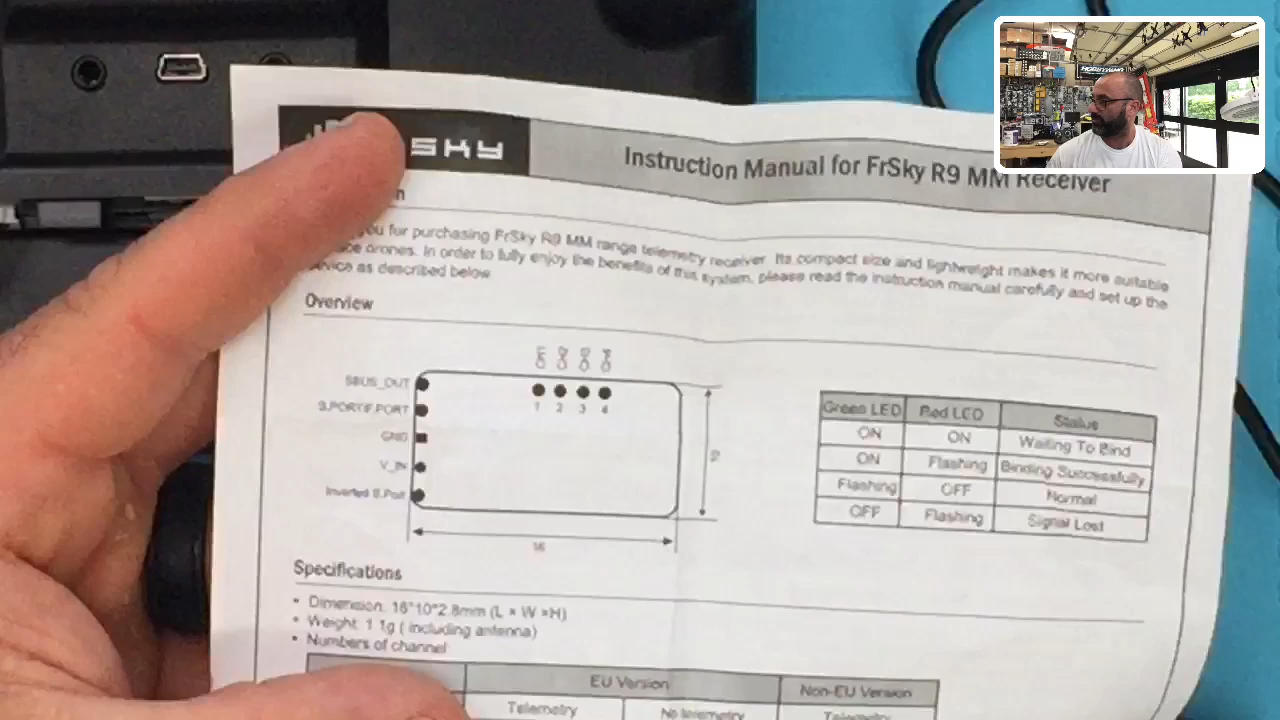 SKY
Instruction Manual for FrSky R9 MM Receiver
for purchasing FrSky R9 MM range telemetry receiver. Its compact size and lightweight makes it more suitable
drones. In order to fully enjoy the benefits of this system, please read the instruction manual carefully and set up the
as described below.
Overview
CH1 CH2 CH3 CH4
SBUS_OUT
S.PORT/F.PORT
1 2 3 4
GND
V_IN
Inverted S.Port
10
16
Green LED Red LED Status
ON ON Waiting To Bind
ON Flashing Binding Successfully
Flashing OFF Normal
OFF Flashing Signal Lost
Specifications
• Dimension: 16*10*2.8mm (L × W ×H)
• Weight: 1.1g ( including antenna)
• Numbers of channel
EU Version Non-EU Version
Telemetry No telemetry Telemetry